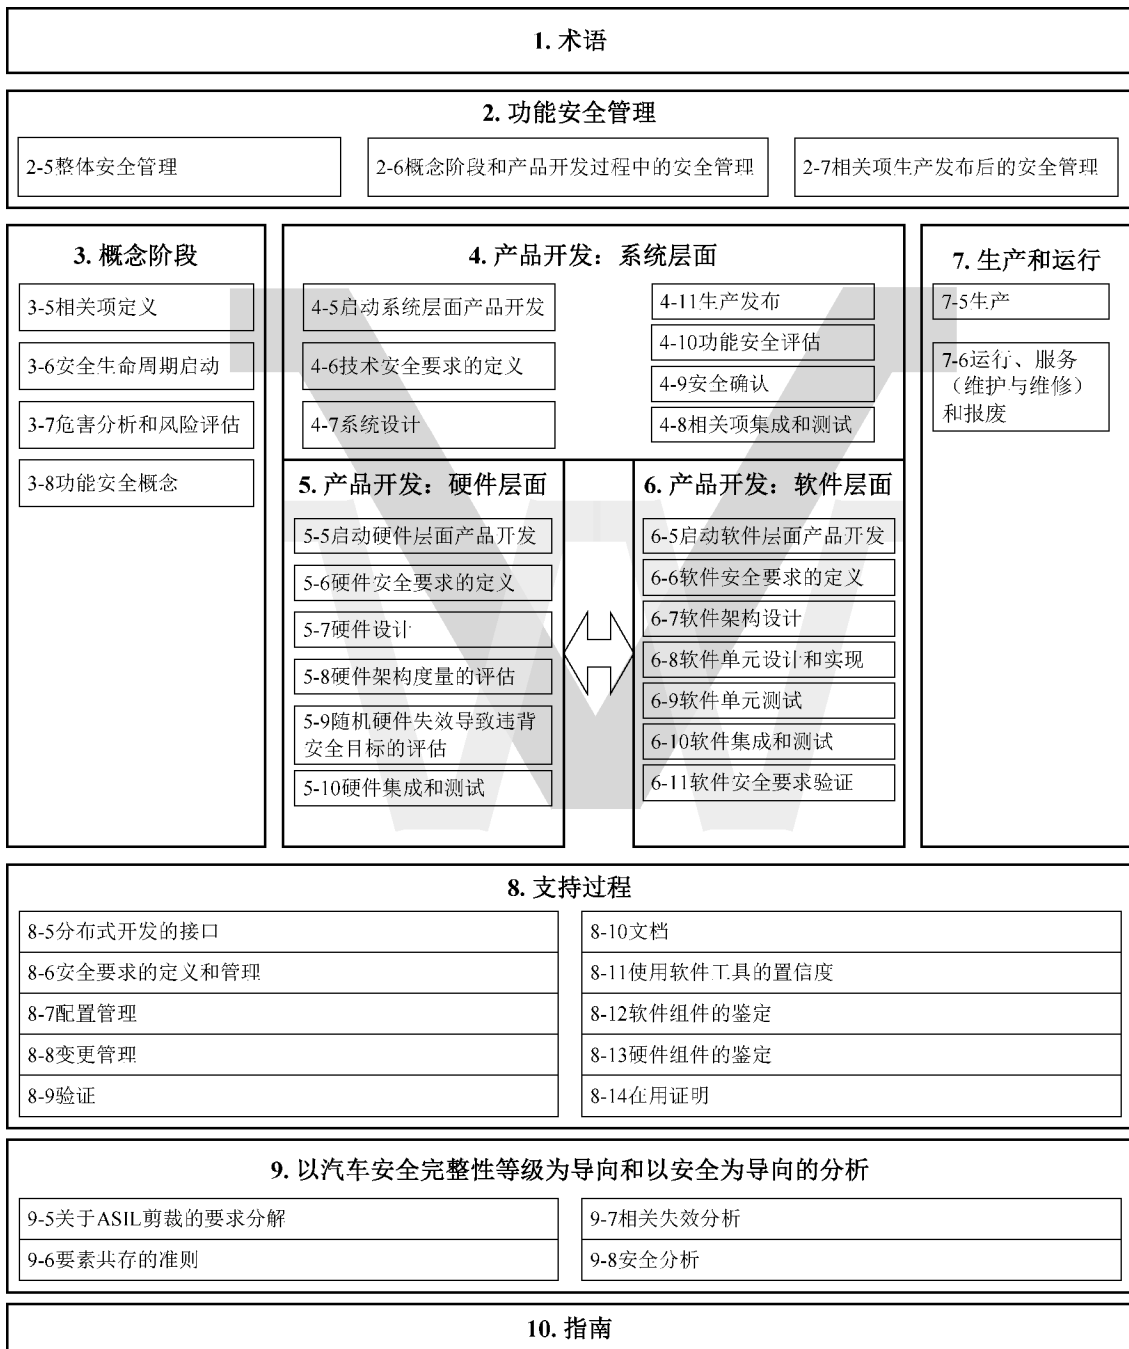 1. 术语
2. 功能安全管理
2-5整体安全管理
2-6概念阶段和产品开发过程中的安全管理
2-7相关项生产发布后的安全管理
3. 概念阶段
3-5相关项定义
3-6安全生命周期启动
3-7危害分析和风险评估
3-8功能安全概念
4. 产品开发：系统层面
4-5启动系统层面产品开发
4-6技术安全要求的定义
4-7系统设计
4-11生产发布
4-10功能安全评估
4-9安全确认
4-8相关项集成和测试
5. 产品开发：硬件层面
5-5启动硬件层面产品开发
5-6硬件安全要求的定义
5-7硬件设计
5-8硬件架构度量的评估
5-9随机硬件失效导致违背
安全目标的评估
5-10硬件集成和测试
6. 产品开发：软件层面
6-5启动软件层面产品开发
6-6软件安全要求的定义
6-7软件架构设计
6-8软件单元设计和实现
6-9软件单元测试
6-10软件集成和测试
6-11软件安全要求验证
7. 生产和运行
7-5生产
7-6运行、服务
（维护与维修）
和报废
8. 支持过程
8-5分布式开发的接口
8-6安全要求的定义和管理
8-7配置管理
8-8变更管理
8-9验证
8-10文档
8-11使用软件工具的置信度
8-12软件组件的鉴定
8-13硬件组件的鉴定
8-14在用证明
9. 以汽车安全完整性等级为导向和以安全为导向的分析
9-5关于ASIL剪裁的要求分解
9-6要素共存的准则
9-7相关失效分析
9-8安全分析
10. 指南